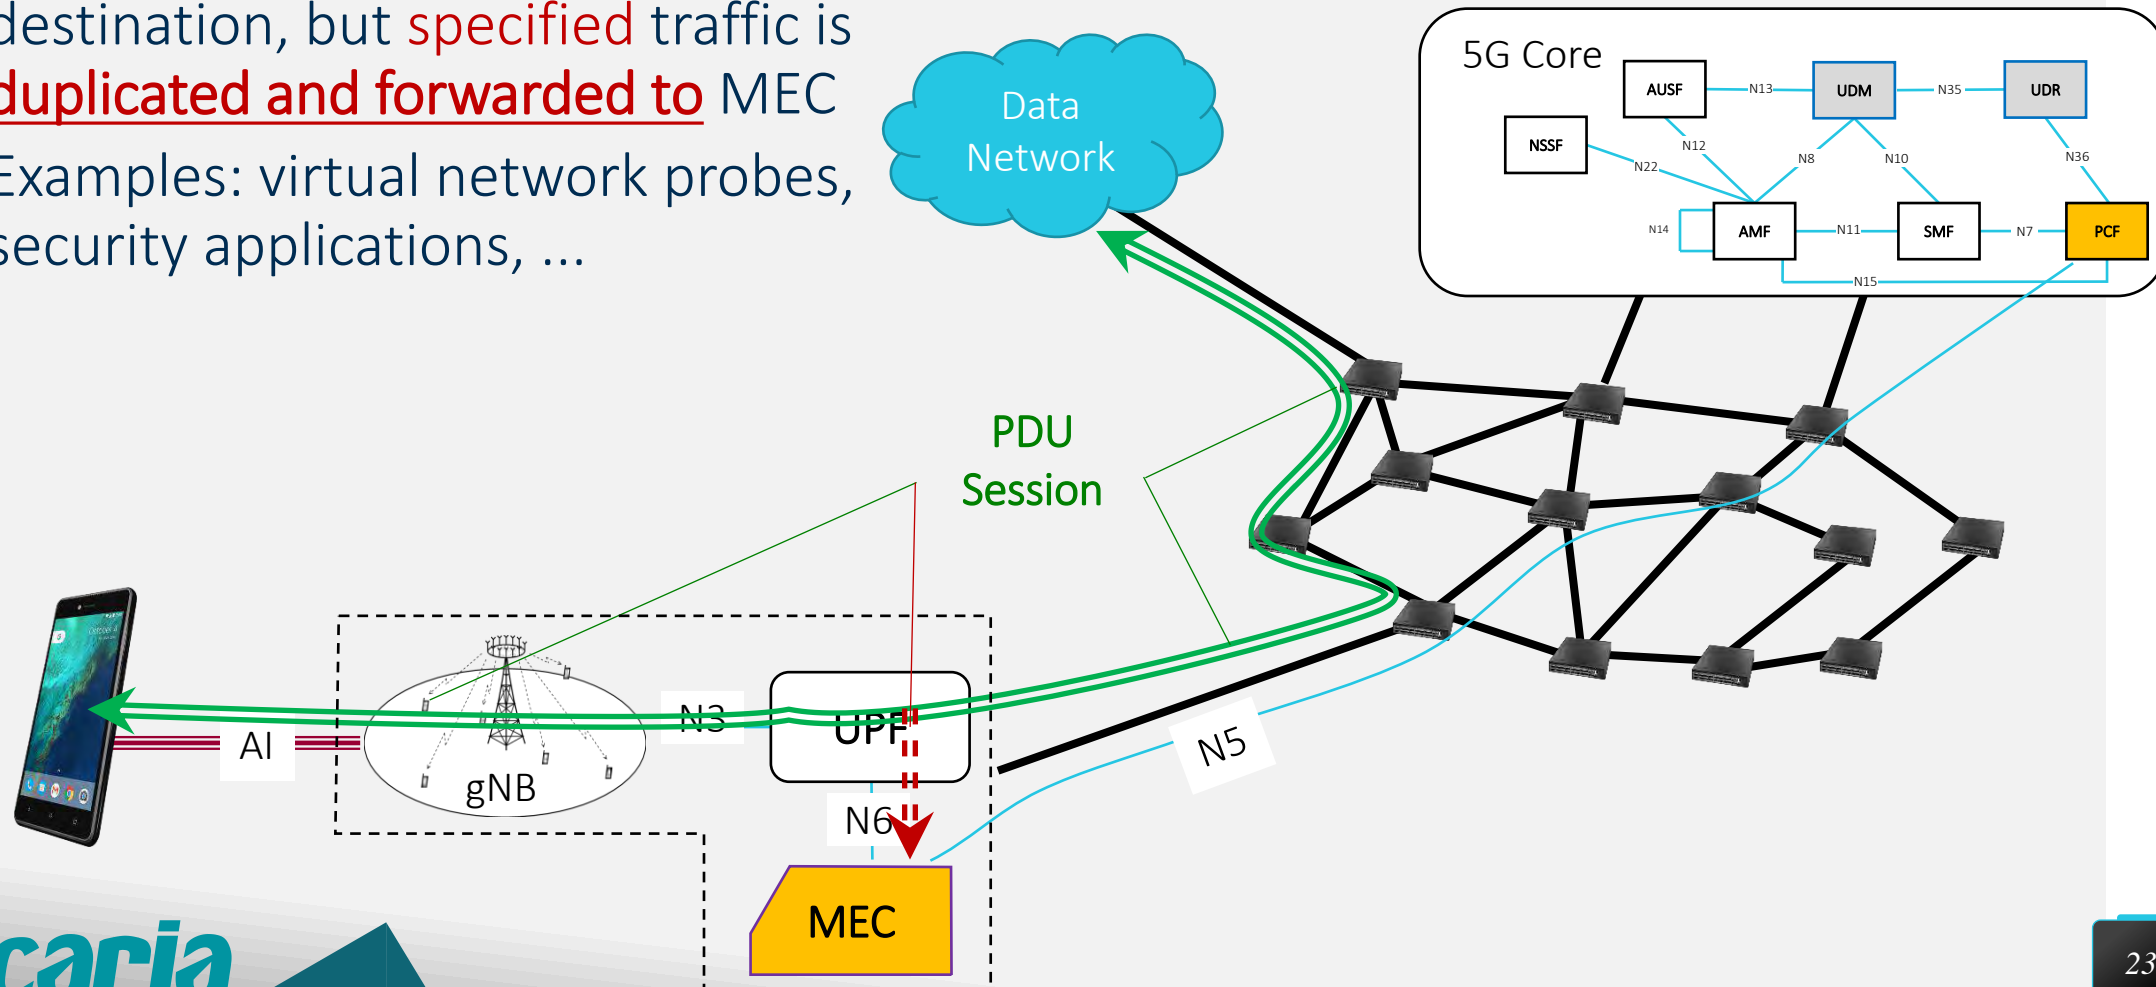 destination, but specified traffic is
duplicated and forwarded to MEC
Examples: virtual network probes,
security applications, ...
Data
Network
5G Core
AUSF
N13
UDM
N35
UDR
NSSF
N12
N22
N8
N10
N36
N14
AMF
N11
SMF
N7
PCF
N15
PDU
Session
AI
gNB
N3
UPF
N6
N5
MEC
caria
23